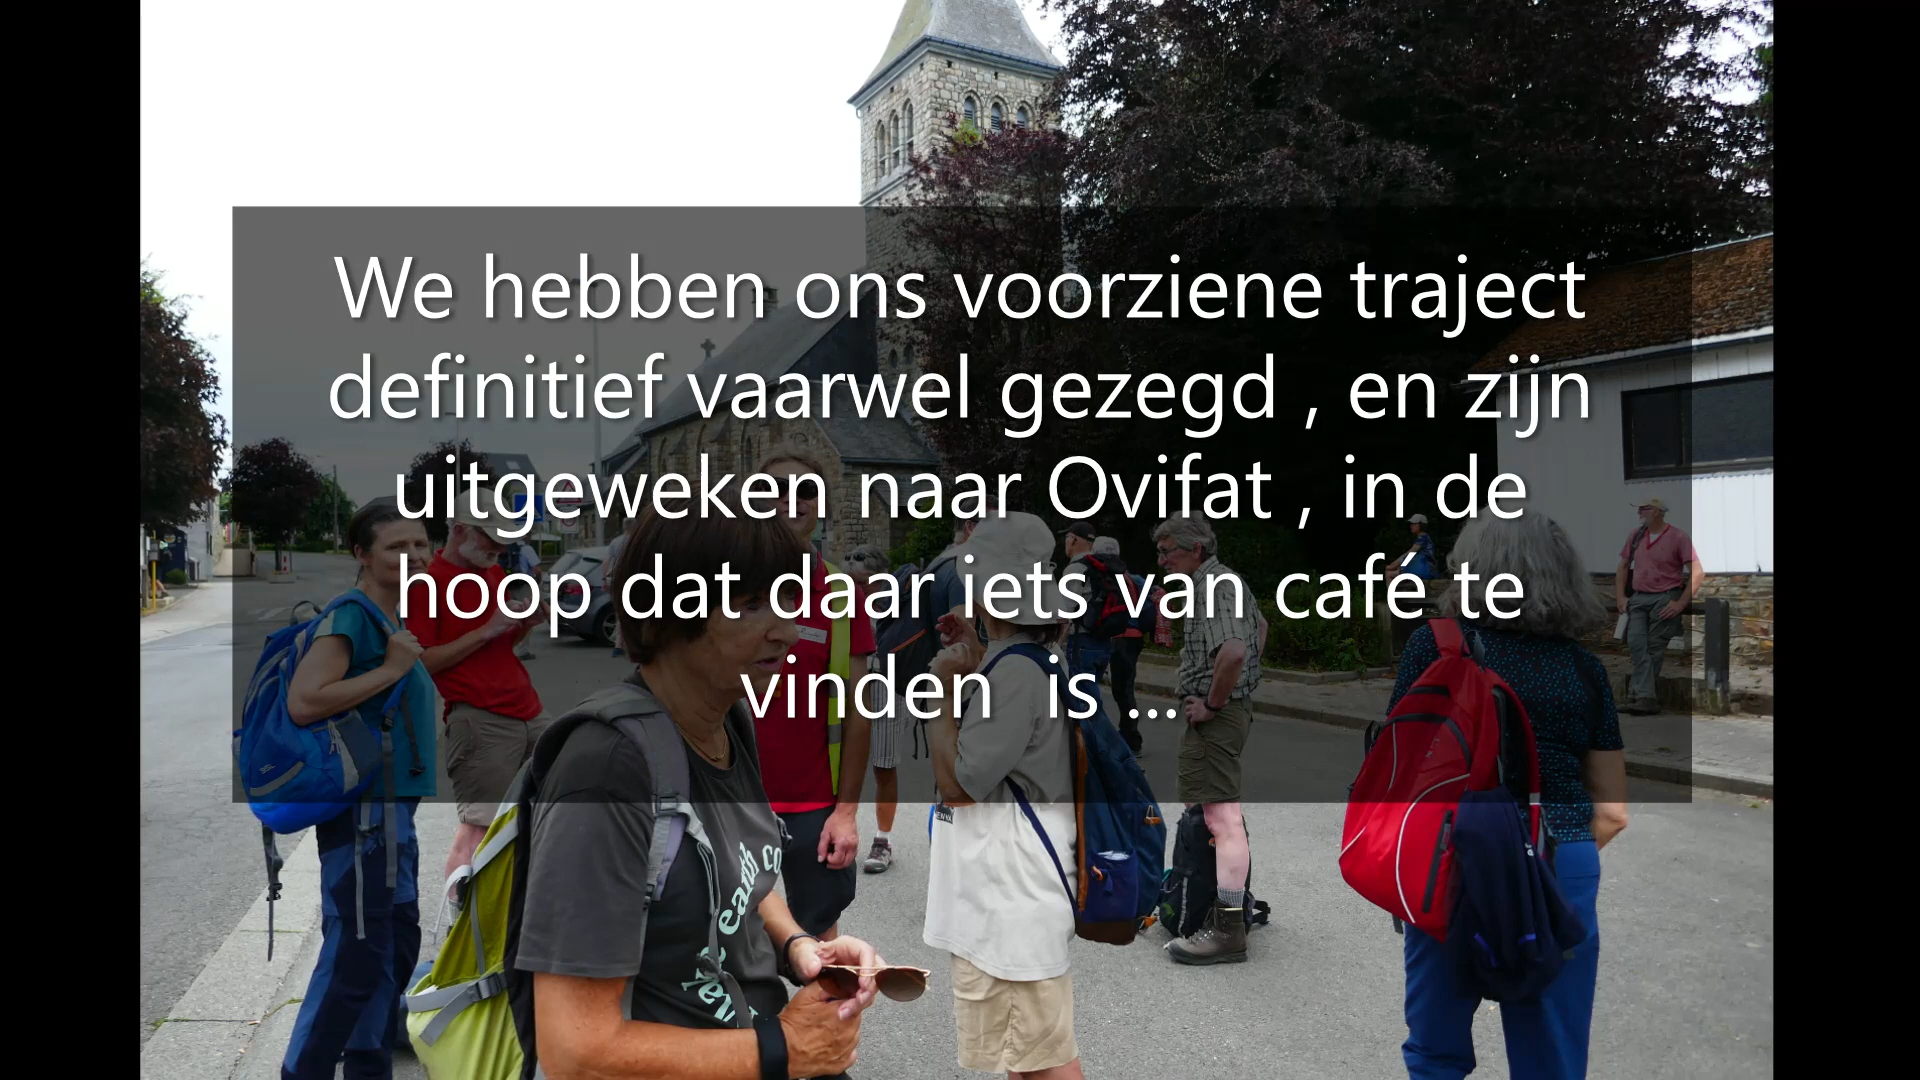 We hebben ons voorziene traject
definitief vaarwel gezegd , en zijn
uitgeweken naar Ovifat , in de
hoop dat daar iets van café te
vinden  is ...